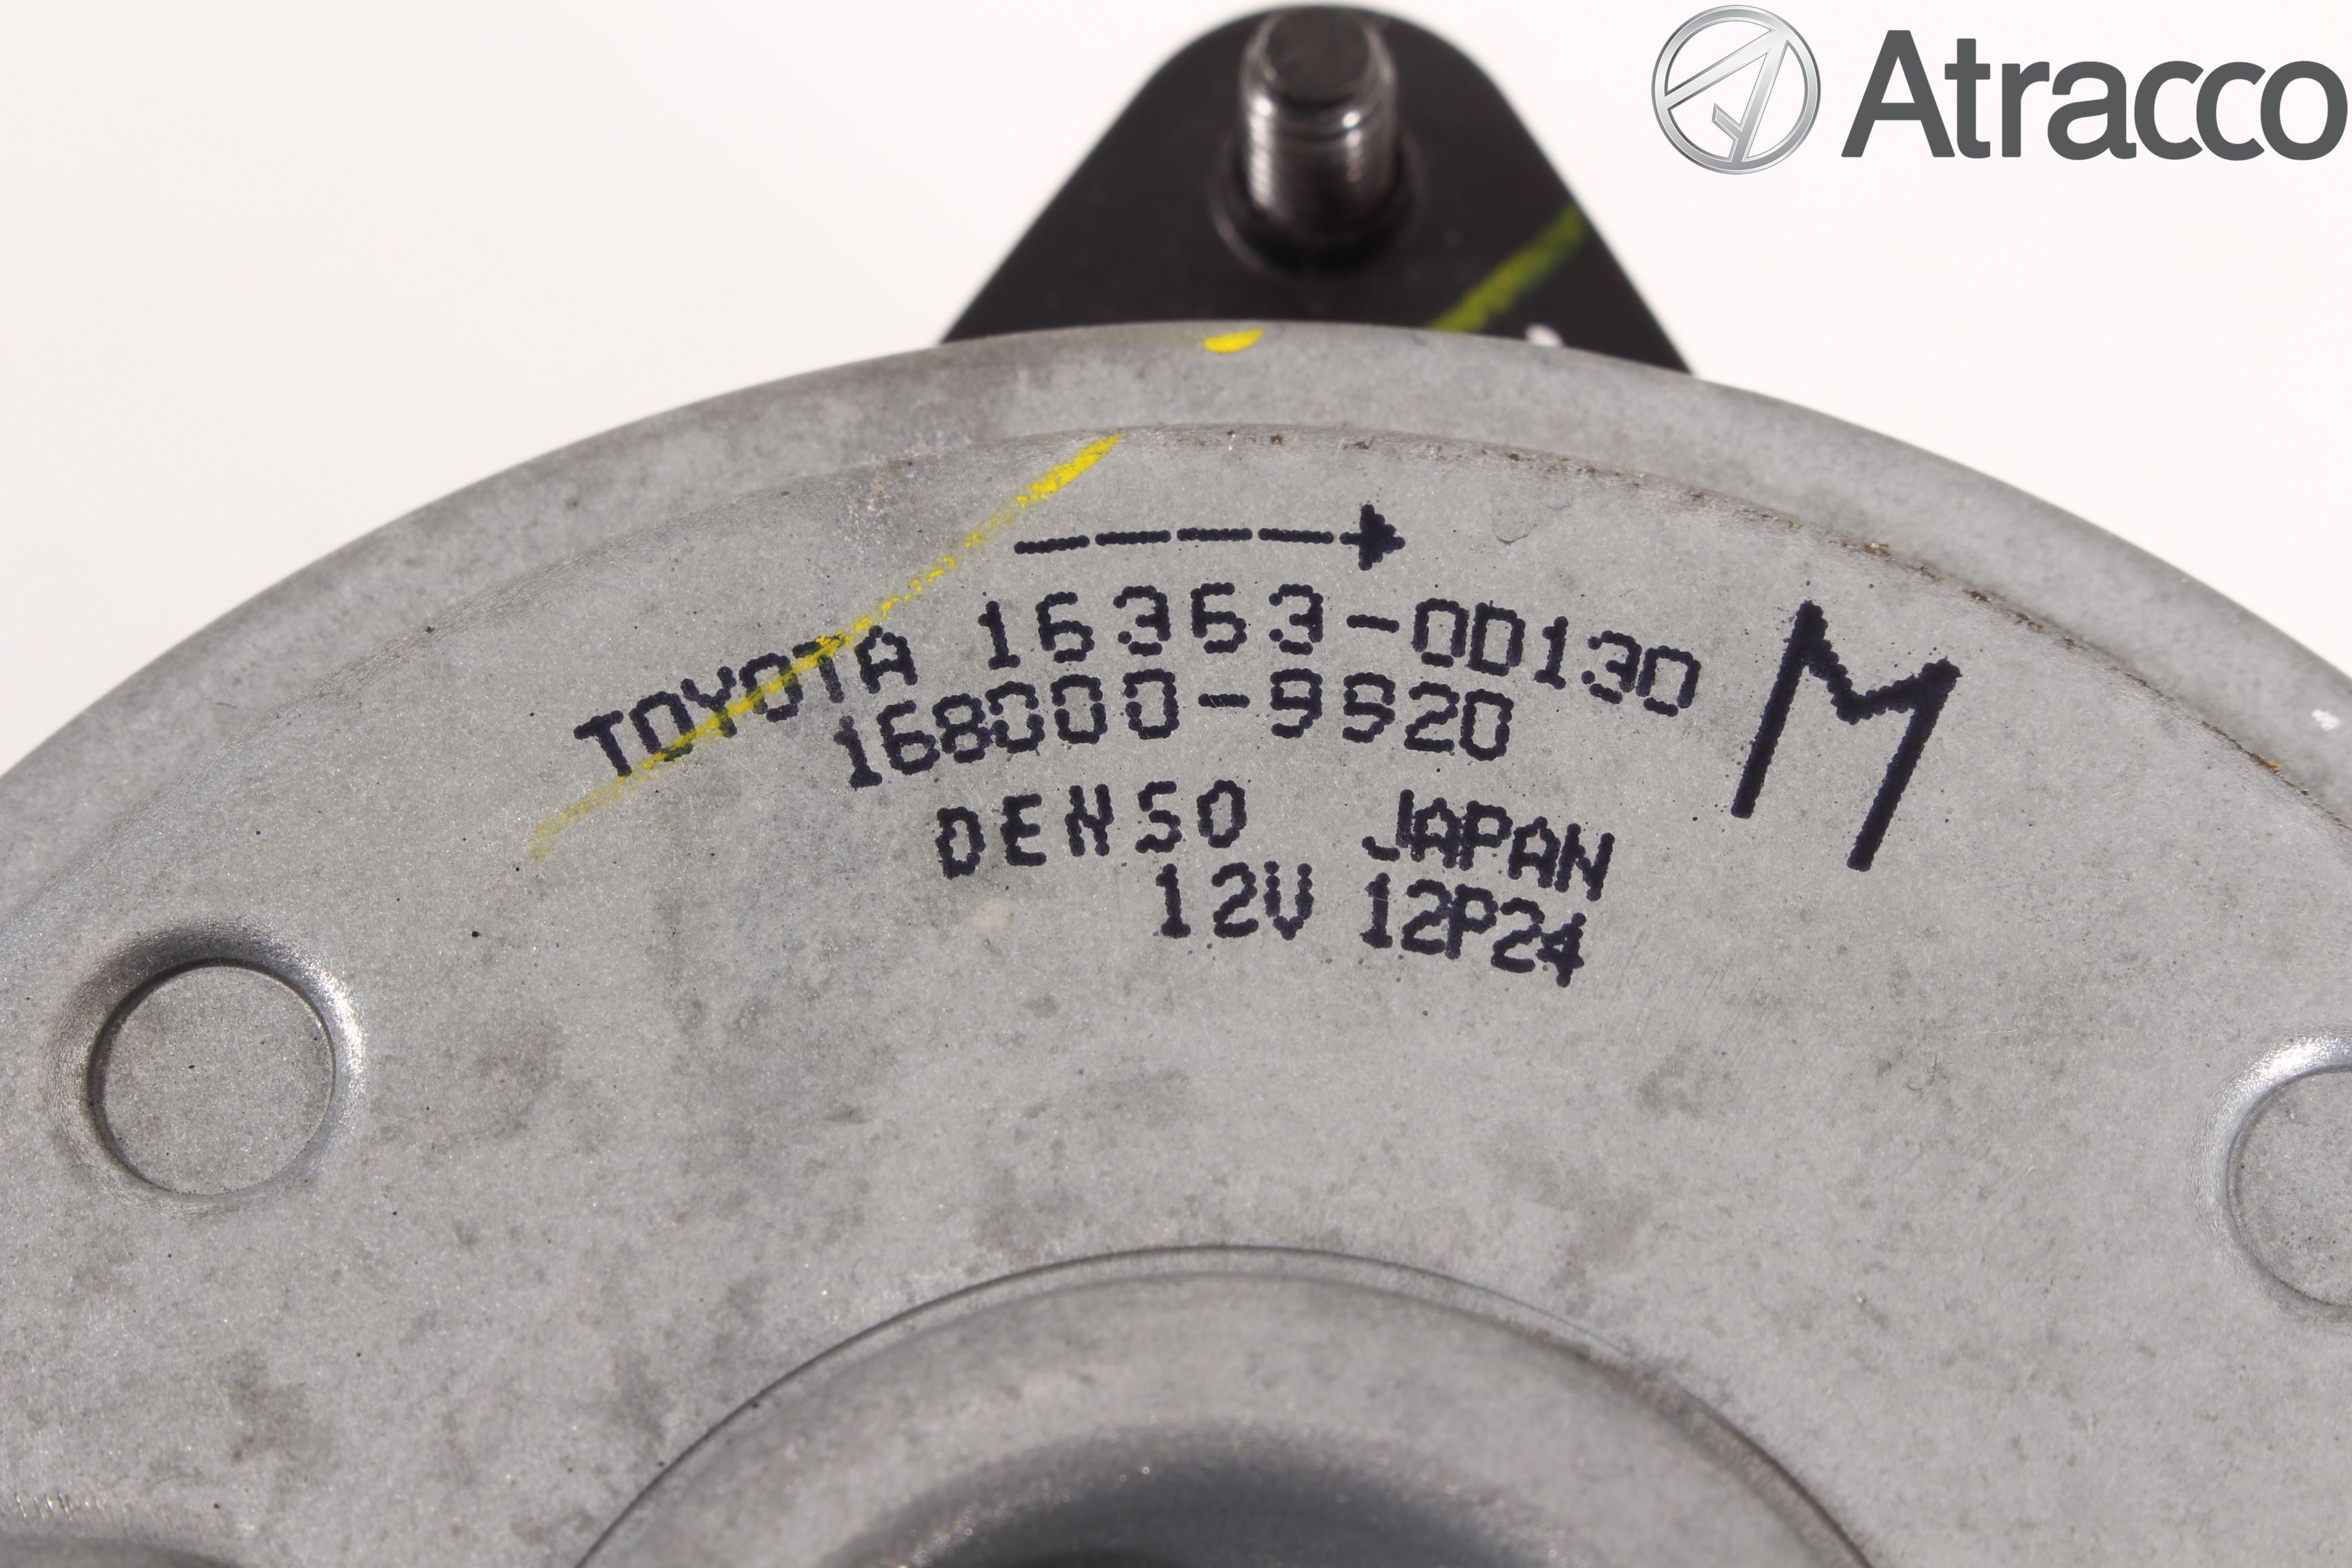 Atracco
TOYOTA 16363-0D130 M
168000-9920
DENSO JAPAN
12V 12P24